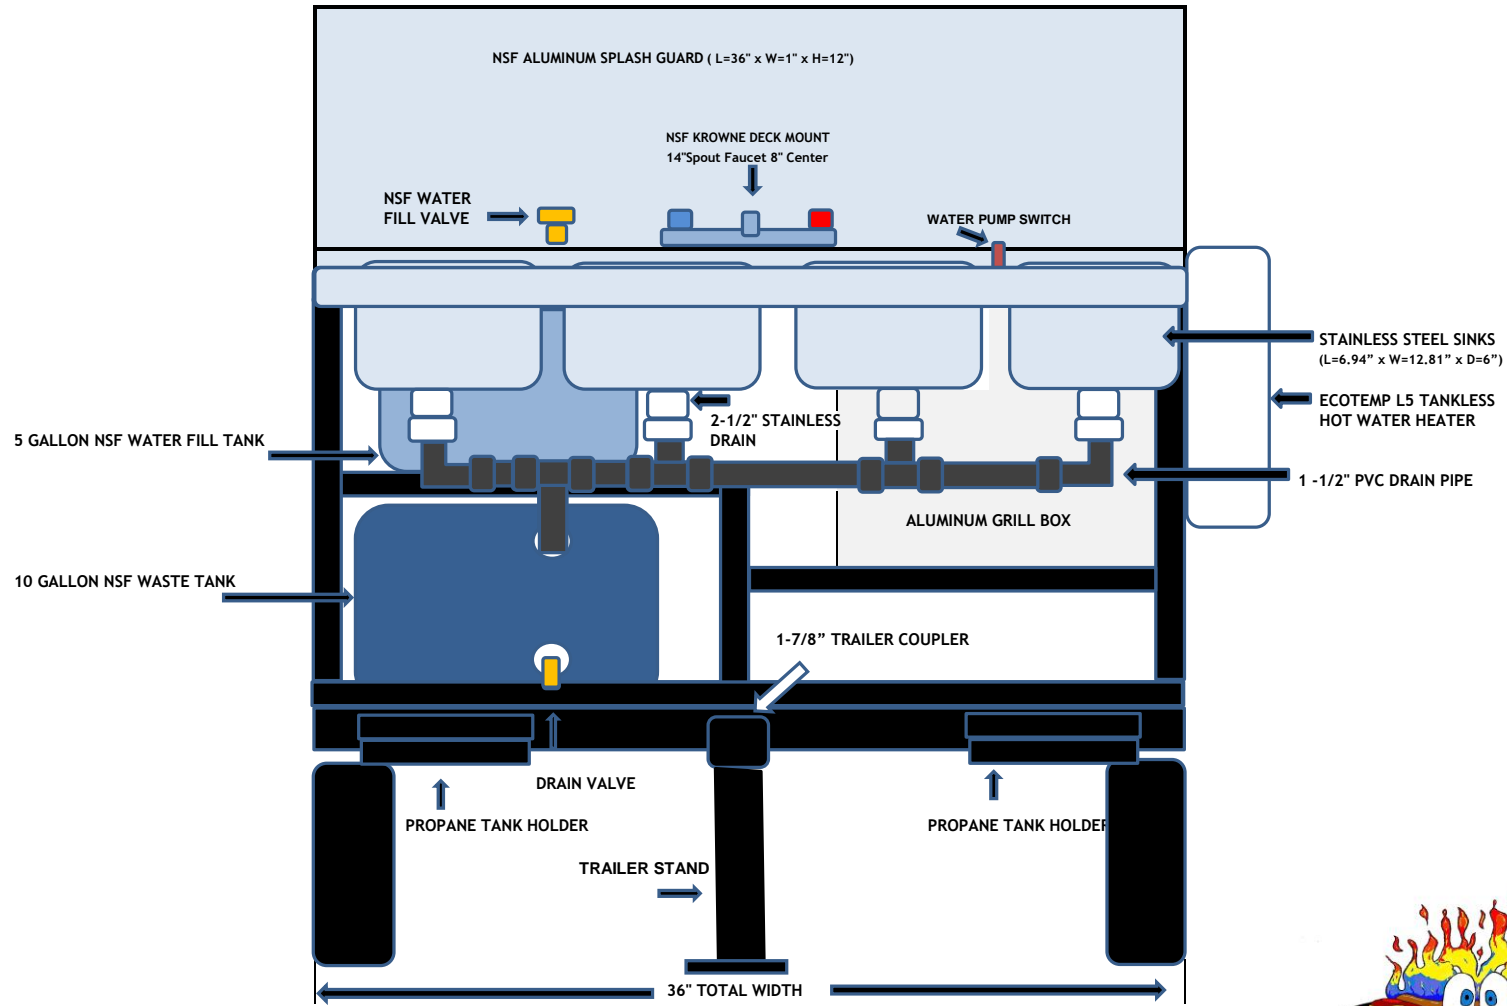 NSF ALUMINUM SPLASH GUARD ( L=36" x W=1" x H=12")
NSF KROWNE DECK MOUNT
14"Spout Faucet 8" Center
NSF WATER
FILL VALVE
WATER PUMP SWITCH
STAINLESS STEEL SINKS
(L=6.94” x W=12.81” x D=6”)
ECOTEMP L5 TANKLESS
HOT WATER HEATER
2-1/2" STAINLESS
DRAIN
5 GALLON NSF WATER FILL TANK
1 -1/2" PVC DRAIN PIPE
ALUMINUM GRILL BOX
10 GALLON NSF WASTE TANK
1-7/8” TRAILER COUPLER
DRAIN VALVE
PROPANE TANK HOLDER
PROPANE TANK HOLDER
TRAILER STAND
36" TOTAL WIDTH